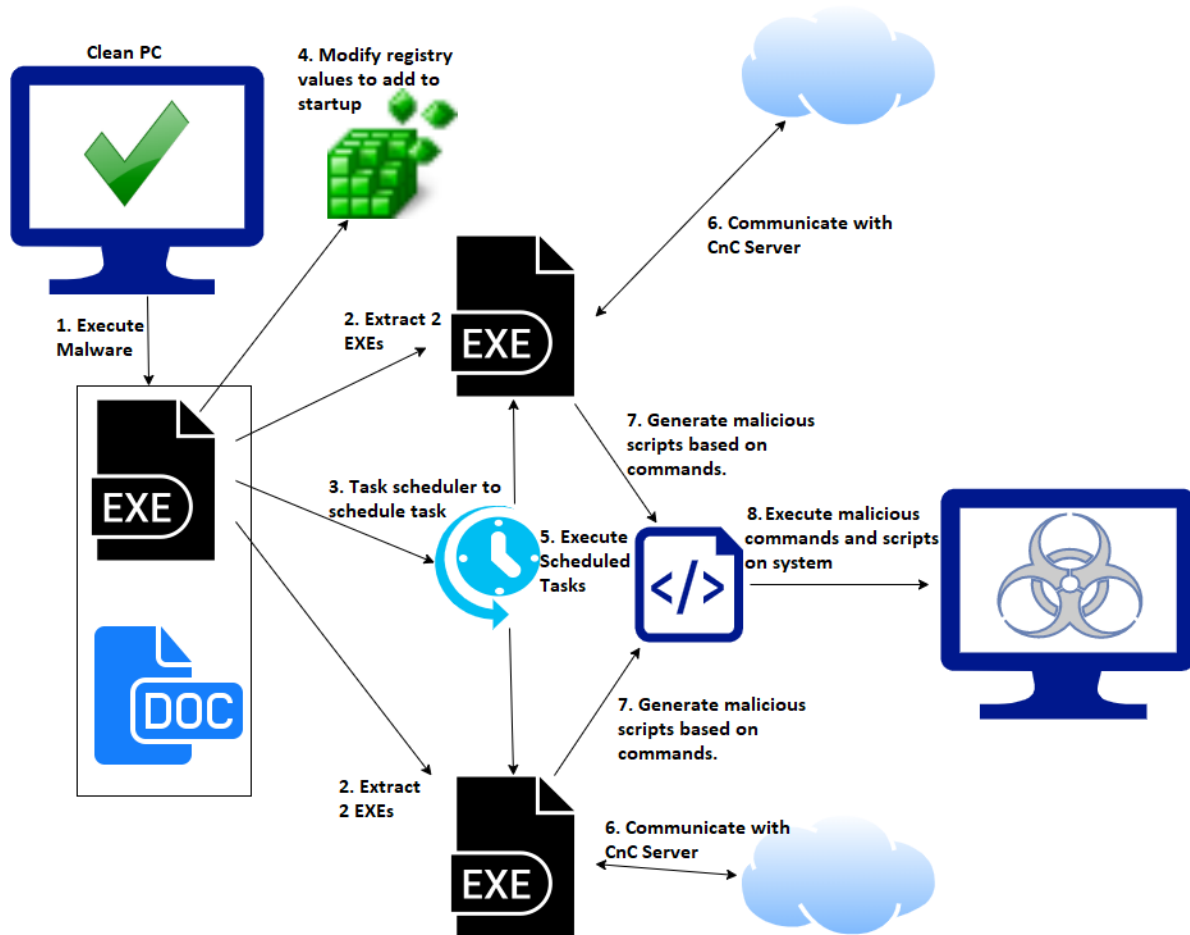 Clean PC
4. Modify registry
values to add to
startup
6. Communicate with
CnC Server
1. Execute
Malware
2. Extract 2
EXEs
EXE
7. Generate malicious
scripts based on
commands.
EXE
3. Task scheduler to
schedule task
5. Execute
Scheduled
Tasks
</>
8. Execute malicious
commands and scripts
on system
DOC
7. Generate malicious
scripts based on
commands.
2. Extract
2 EXEs
EXE
6. Communicate with
CnC Server